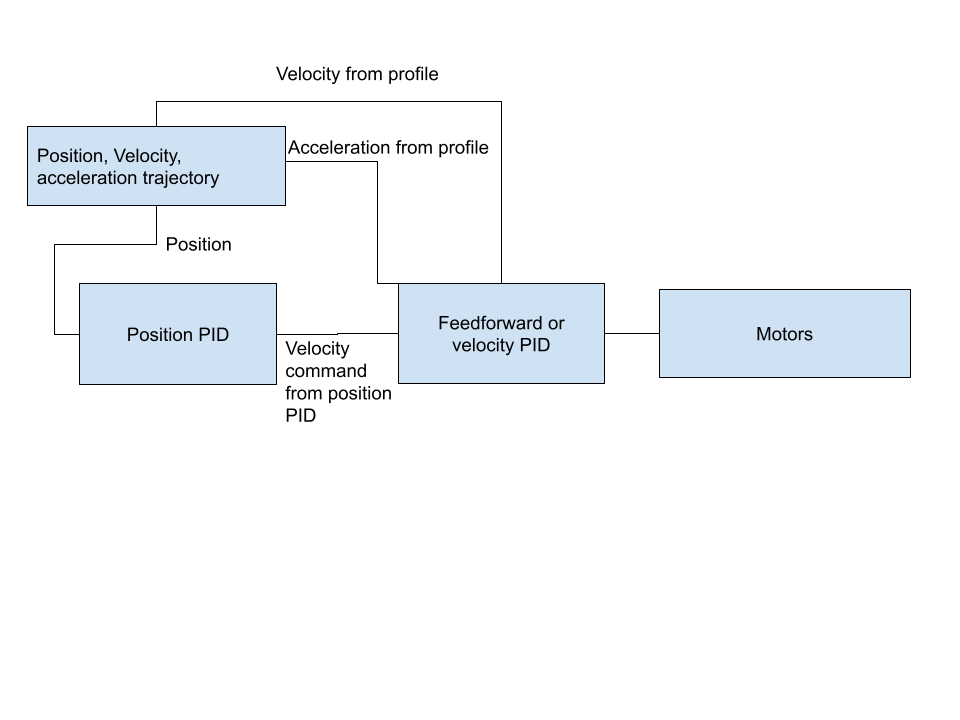 Velocity from profile
Acceleration from profile
Position, Velocity,
acceleration trajectory
Position
Position PID
Velocity
command
from position
PID
Feedforward or
velocity PID
Motors